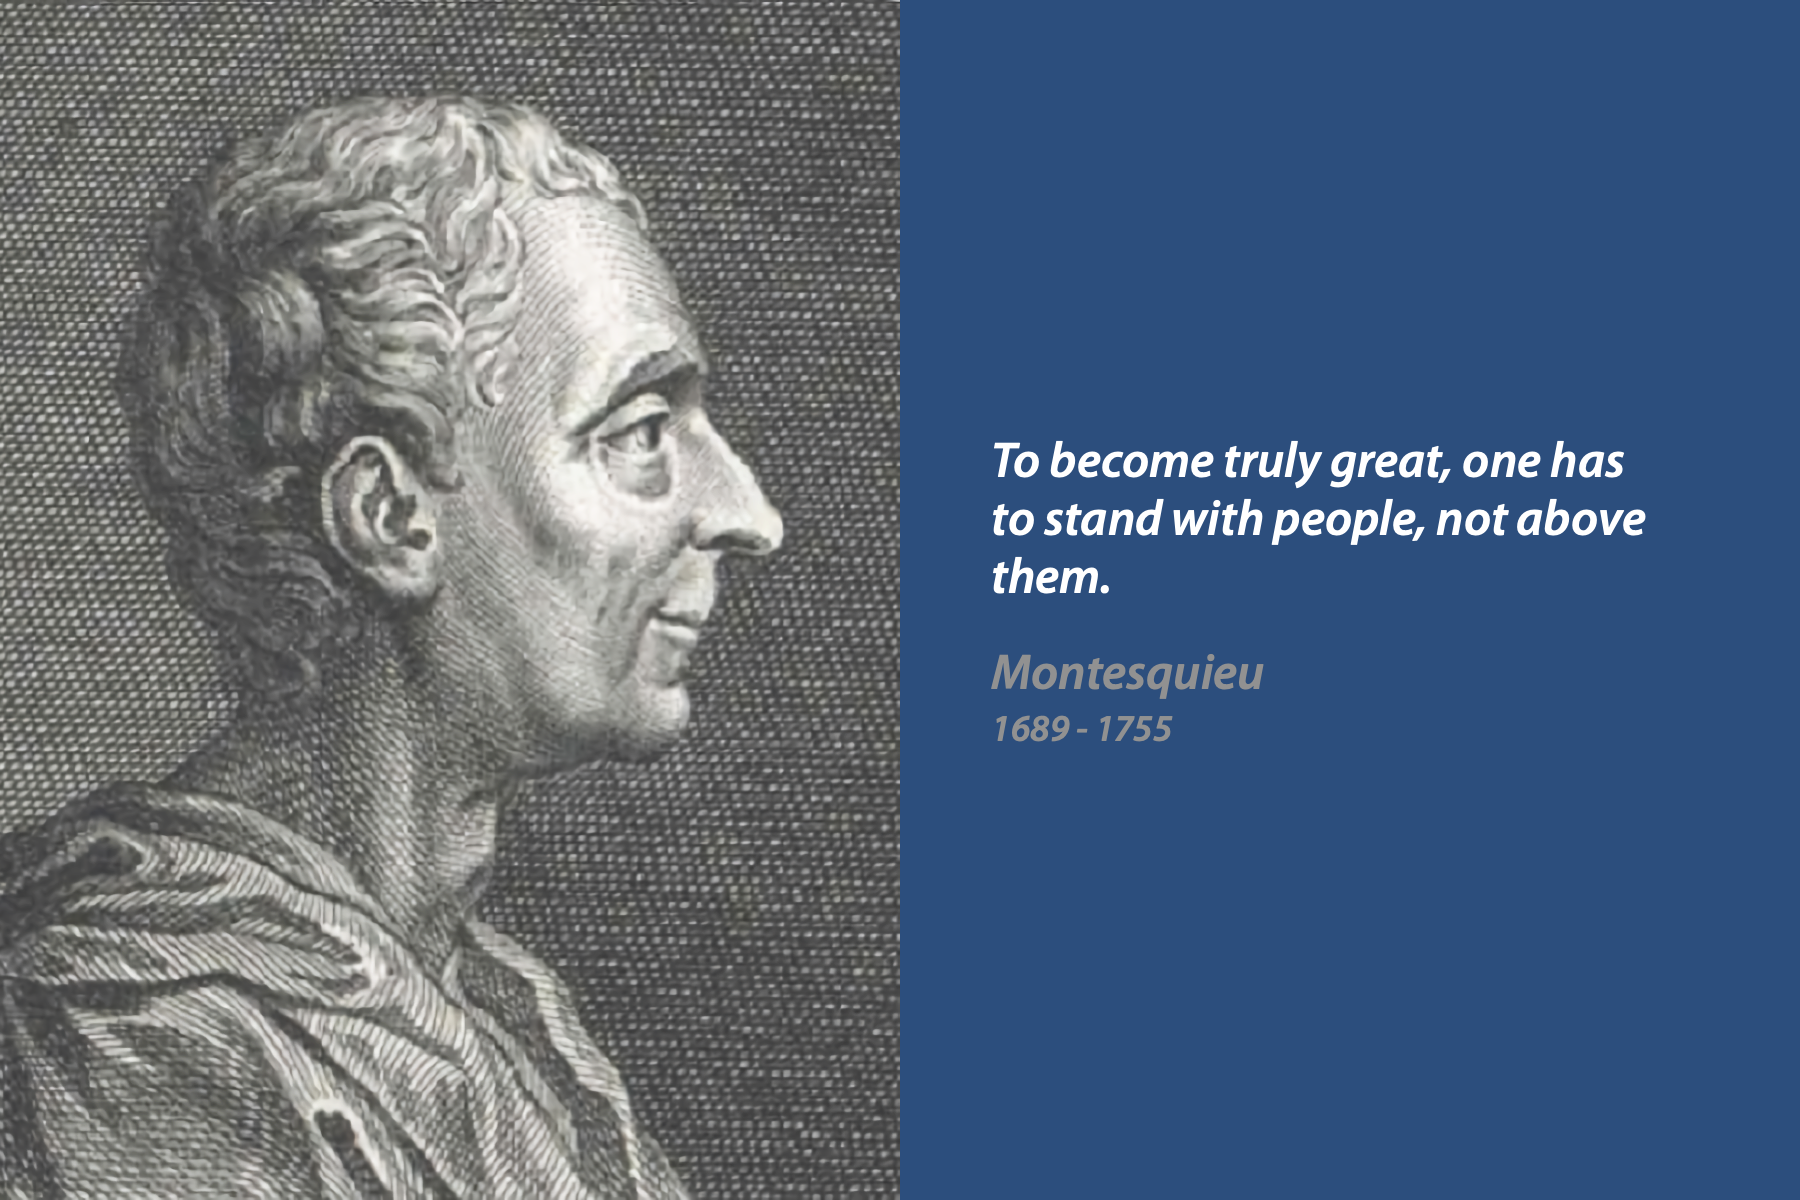 To become truly great, one has
to stand with people, not above
them.
Montesquieu
1689 - 1755